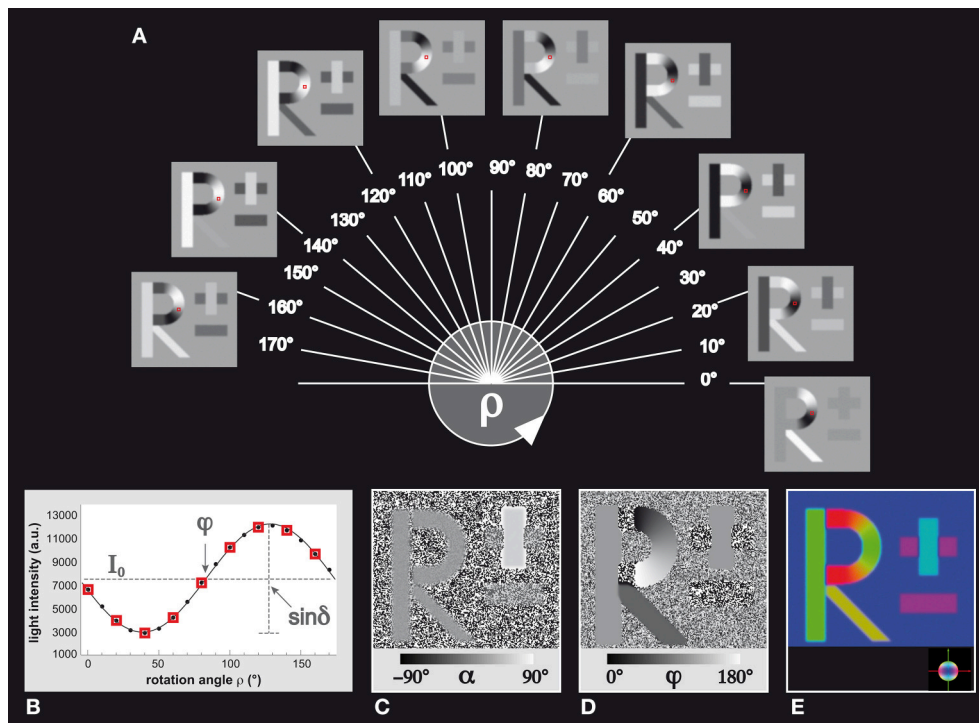 A
0°
10°
20°
30°
40°
50°
60°
70°
80°
90°
100°
110°
120°
130°
140°
150°
160°
170°
ρ
R±
13000
11000
9000
7000
5000
3000
1000
light intensity (a.u.)
I₀
φ
sinδ
0 50 100 150
rotation angle ρ (°)
B
R±
−90° α 90°
C
R±
0° φ 180°
D
R±
E